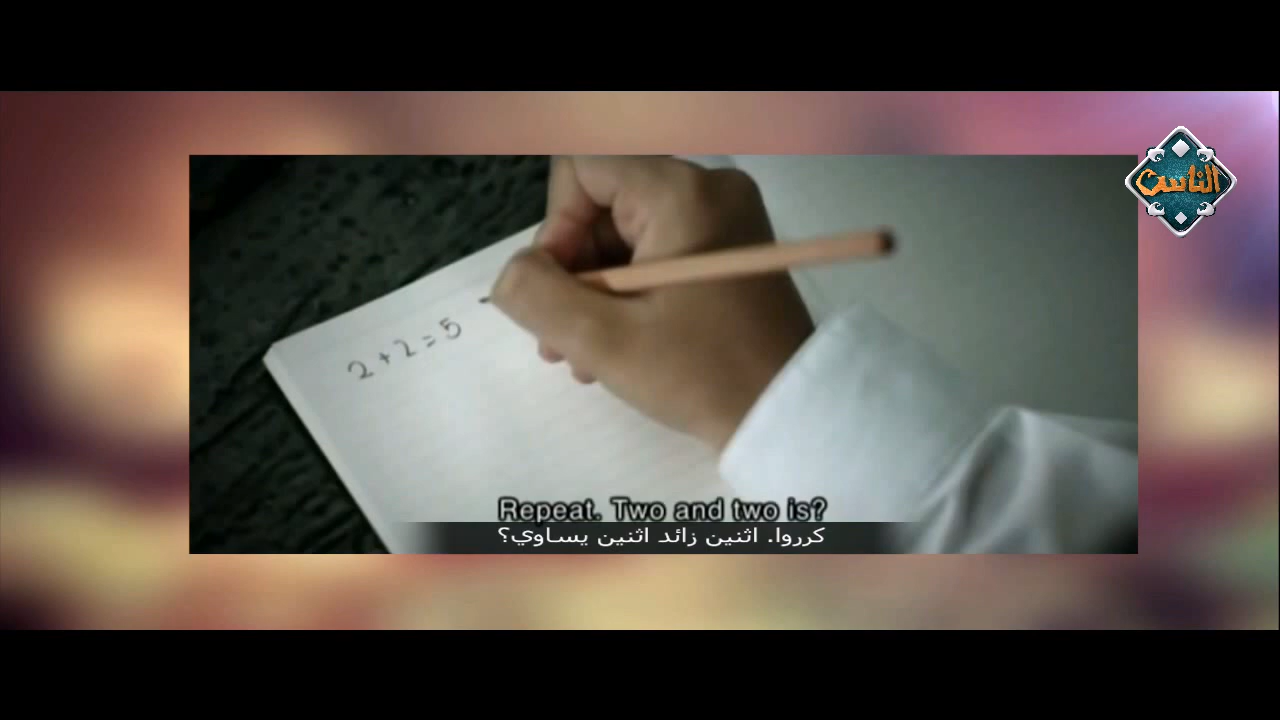 الناس
2+2=5
Repeat. Two and two is?
كرروا. اثنين زائد اثنين يساوي؟